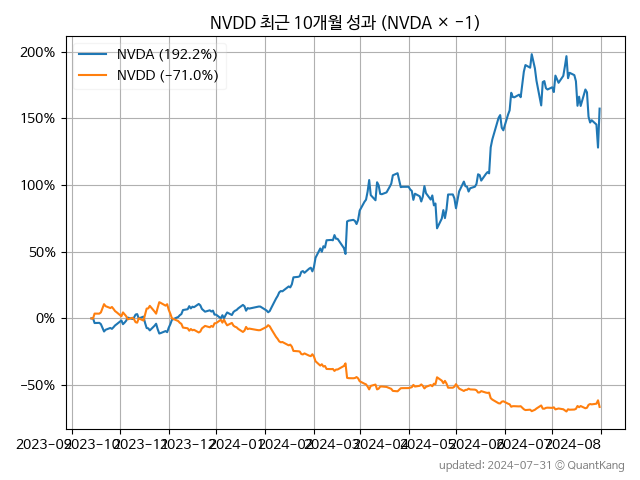 NVDD 최근 10개월 성과 (NVDA × −1)
NVDA (192.2%)
NVDD (−71.0%)
200%
150%
100%
50%
0%
−50%
2023-09 2023-10 2023-11 2023-12 2024-01 2024-02 2024-03 2024-04 2024-05 2024-06 2024-07 2024-08
updated: 2024-07-31 © QuantKang